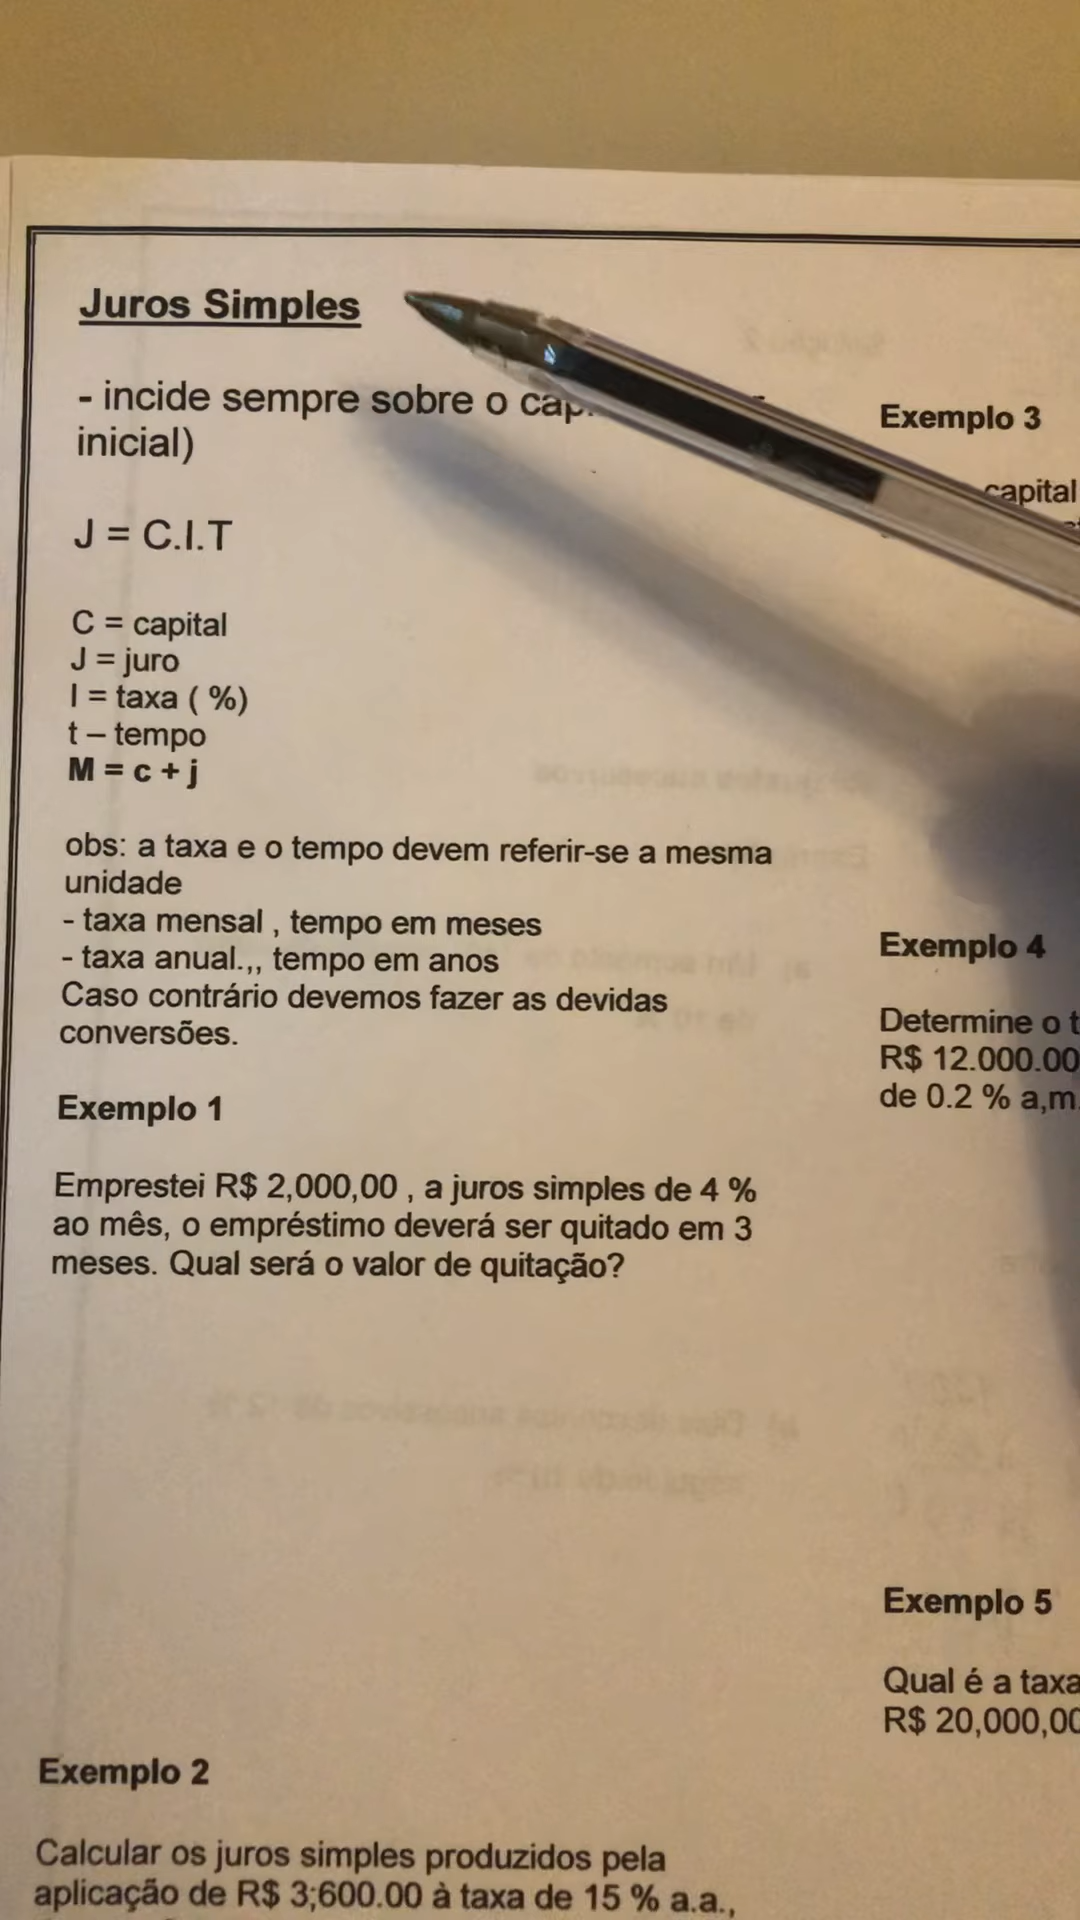 Juros Simples
- incide sempre sobre o
inicial)
J = C.I.T
C = capital
J = juro
I = taxa ( %)
t – tempo
M = c + j
obs: a taxa e o tempo devem referir-se a mesma
unidade
- taxa mensal , tempo em meses
- taxa anual.,, tempo em anos
Caso contrário devemos fazer as devidas
conversões.
Exemplo 1
Emprestei R$ 2,000,00 , a juros simples de 4 %
ao mês, o empréstimo deverá ser quitado em 3
meses. Qual será o valor de quitação?
Exemplo 2
Calcular os juros simples produzidos pela
aplicação de R$ 3;600.00 à taxa de 15 % a.a.,
Exemplo 3
capital
Exemplo 4
Determine o t
R$ 12.000.00
de 0.2 % a,m.
Exemplo 5
Qual é a taxa
R$ 20,000,00